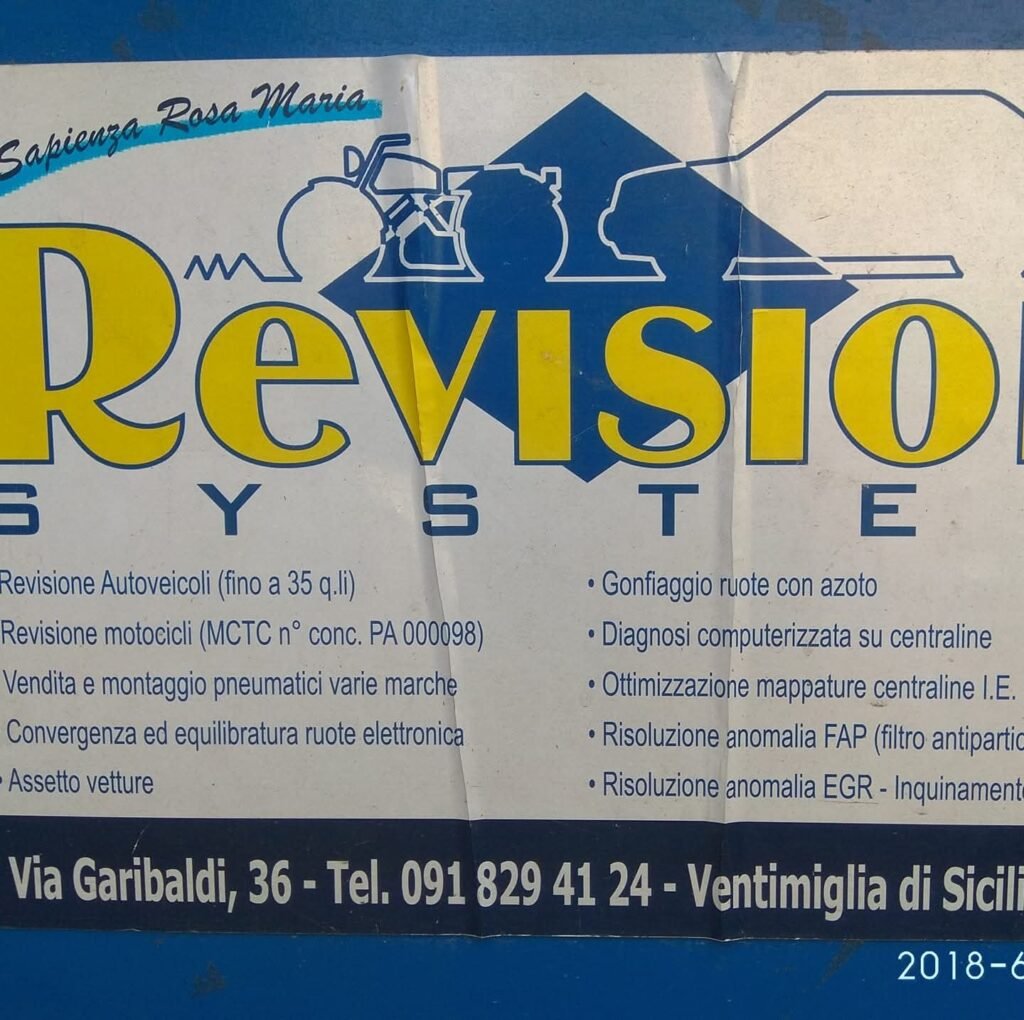 Sapienza Rosa Maria
Revision
SYSTE
Revisione Autoveicoli (fino a 35 q.li)
Revisione motocicli (MCTC n° conc. PA 000098)
Vendita e montaggio pneumatici varie marche
Convergenza ed equilibratura ruote elettronica
• Assetto vetture
• Gonfiaggio ruote con azoto
• Diagnosi computerizzata su centraline
• Ottimizzazione mappature centraline I.E.
• Risoluzione anomalia FAP (filtro antipartic
• Risoluzione anomalia EGR - Inquinament
Via Garibaldi, 36 - Tel. 091 829 41 24 - Ventimiglia di Sicili
2018-6